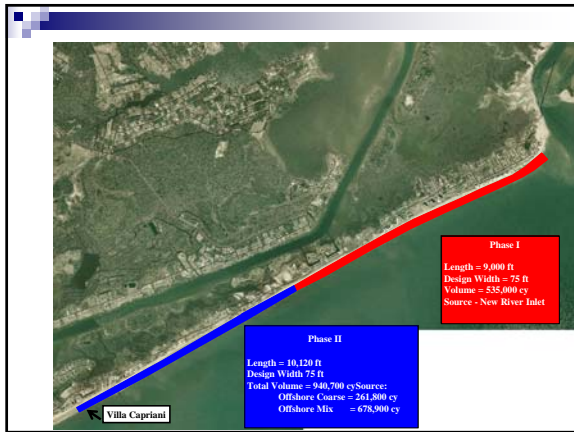 Phase I
Length = 9,000 ft
Design Width = 75 ft
Volume = 535,000 cy
Source - New River Inlet
Phase II
Length = 10,120 ft
Design Width 75 ft
Total Volume = 940,700 cySource:
Offshore Coarse = 261,800 cy
Offshore Mix = 678,900 cy
Villa Capriani